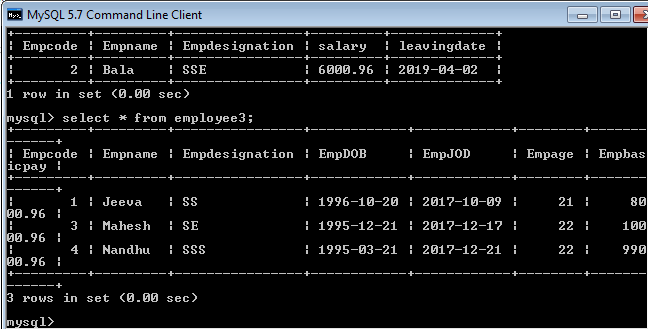 MySQL 5.7 Command Line Client
+---------+---------+----------------+---------+-------------+
| Empcode | Empname | Empdesignation | salary | leavingdate |
+---------+---------+----------------+---------+-------------+
| 2 | Bala | SSE | 6000.96 | 2019-04-02 |
+---------+---------+----------------+---------+-------------+
1 row in set (0.00 sec)
mysql> select * from employee3;
+---------+---------+----------------+------------+------------+--------+-------
------+
| Empcode | Empname | Empdesignation | EmpDOB | EmpJOD | Empage | Empbas
icpay |
+---------+---------+----------------+------------+------------+--------+-------
------+
| 1 | Jeeva | SS | 1996-10-20 | 2017-10-09 | 21 | 80
00.96 |
| 3 | Mahesh | SE | 1995-12-21 | 2017-12-17 | 22 | 100
00.96 |
| 4 | Nandhu | SSS | 1995-03-21 | 2017-12-21 | 22 | 990
00.96 |
+---------+---------+----------------+------------+------------+--------+-------
------+
3 rows in set (0.00 sec)
mysql>